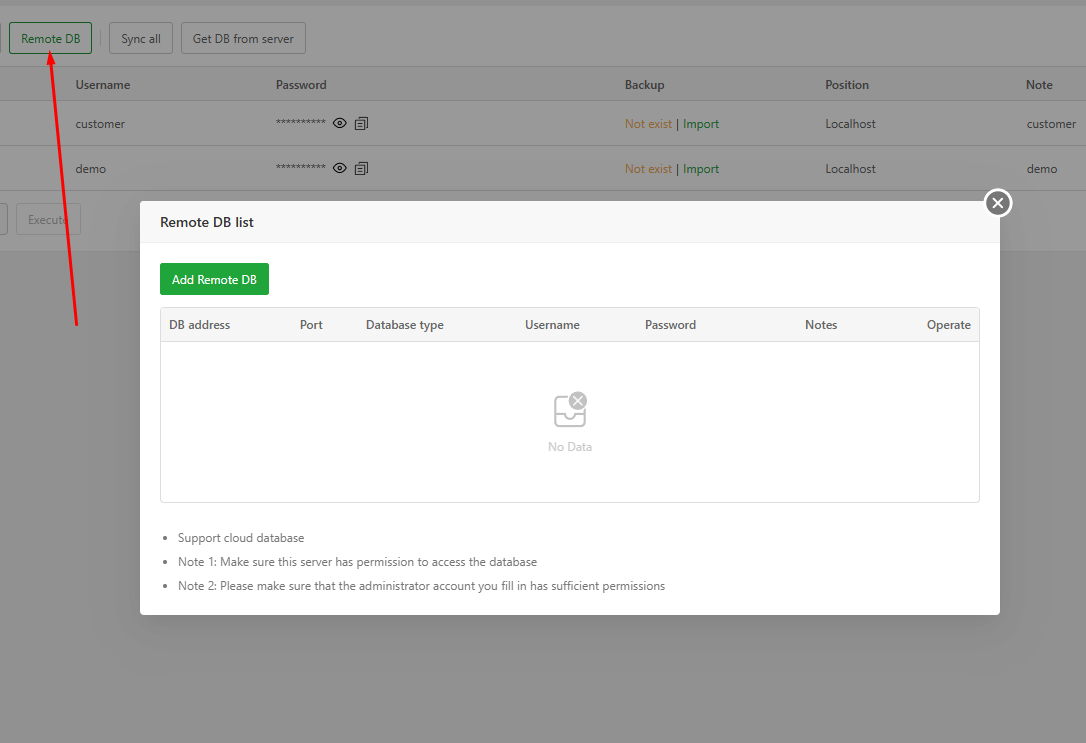 Remote DB Sync all Get DB from server
Username Password Backup Position Note
customer ********** Not exist | Import Localhost customer
demo ********** Not exist | Import Localhost demo
Execute
Remote DB list
Add Remote DB
DB address Port Database type Username Password Notes Operate
No Data
• Support cloud database
• Note 1: Make sure this server has permission to access the database
• Note 2: Please make sure that the administrator account you fill in has sufficient permissions